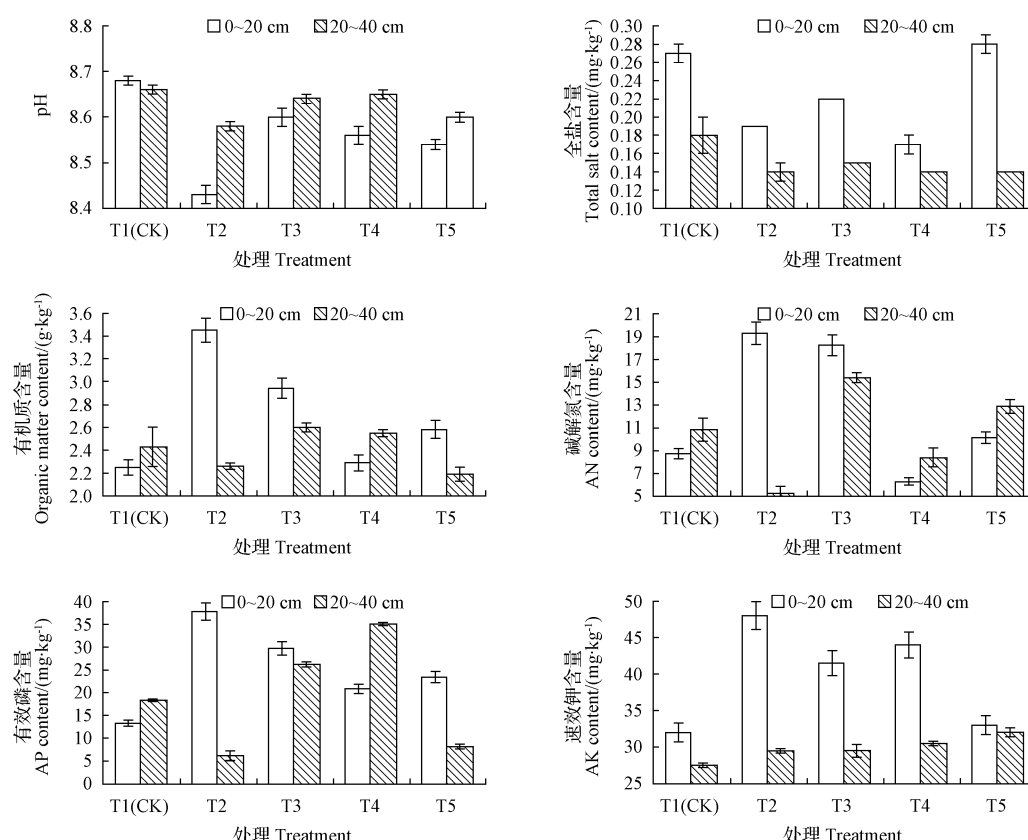 0~20 cm 20~40 cm
pH
8.8
8.7
8.6
8.5
8.4
T1(CK) T2 T3 T4 T5
处理 Treatment
0~20 cm 20~40 cm
全盐含量
Total salt content/(mg·kg⁻¹)
0.30
0.28
0.26
0.24
0.22
0.20
0.18
0.16
0.14
0.12
0.10
T1(CK) T2 T3 T4 T5
处理 Treatment
0~20 cm 20~40 cm
有机质含量
Organic matter content/(g·kg⁻¹)
3.6
3.4
3.2
3.0
2.8
2.6
2.4
2.2
2.0
T1(CK) T2 T3 T4 T5
处理 Treatment
0~20 cm 20~40 cm
碱解氮含量
AN content/(mg·kg⁻¹)
21
19
17
15
13
11
9
7
5
T1(CK) T2 T3 T4 T5
处理 Treatment
0~20 cm 20~40 cm
有效磷含量
AP content/(mg·kg⁻¹)
40
35
30
25
20
15
10
5
0
T1(CK) T2 T3 T4 T5
处理 Treatment
0~20 cm 20~40 cm
速效钾含量
AK content/(mg·kg⁻¹)
50
45
40
35
30
25
T1(CK) T2 T3 T4 T5
处理 Treatment